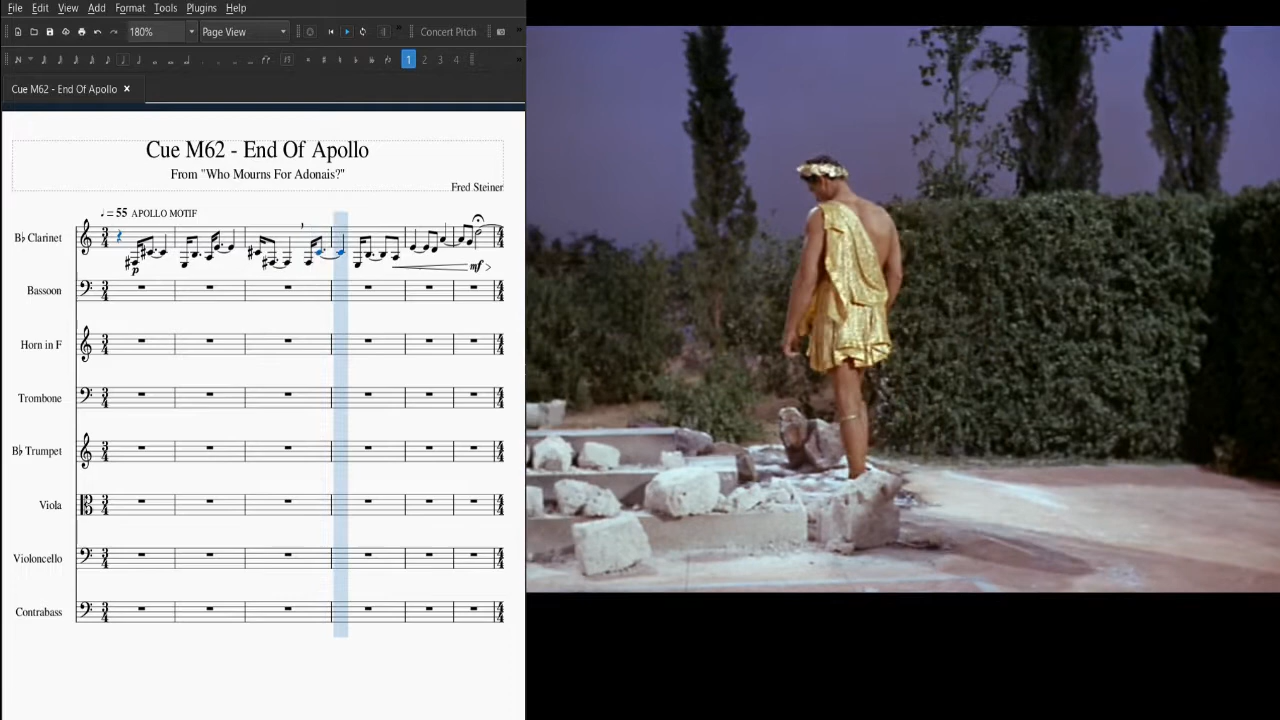 File Edit View Add Format Tools Plugins Help
180% Page View Concert Pitch
1 2 3 4
Cue M62 - End Of Apollo ×
Cue M62 - End Of Apollo
From "Who Mourns For Adonais?"
Fred Steiner
♩ = 55 APOLLO MOTIF
B♭ Clarinet
p mf
Bassoon
Horn in F
Trombone
B♭ Trumpet
Viola
Violoncello
Contrabass